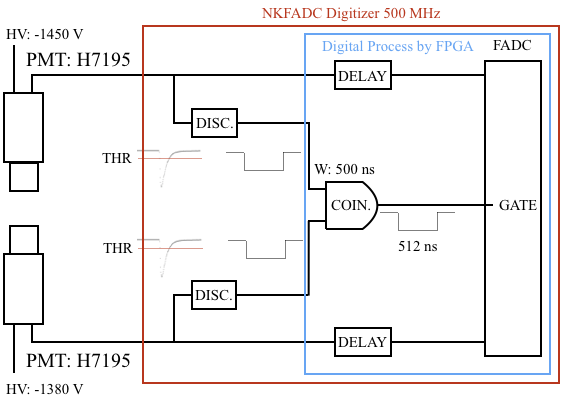 NKFADC Digitizer 500 MHz
HV: -1450 V
PMT: H7195
Digital Process by FPGA
FADC
DELAY
DISC.
THR
W: 500 ns
COIN.
GATE
THR
512 ns
DISC.
DELAY
PMT: H7195
HV: -1380 V